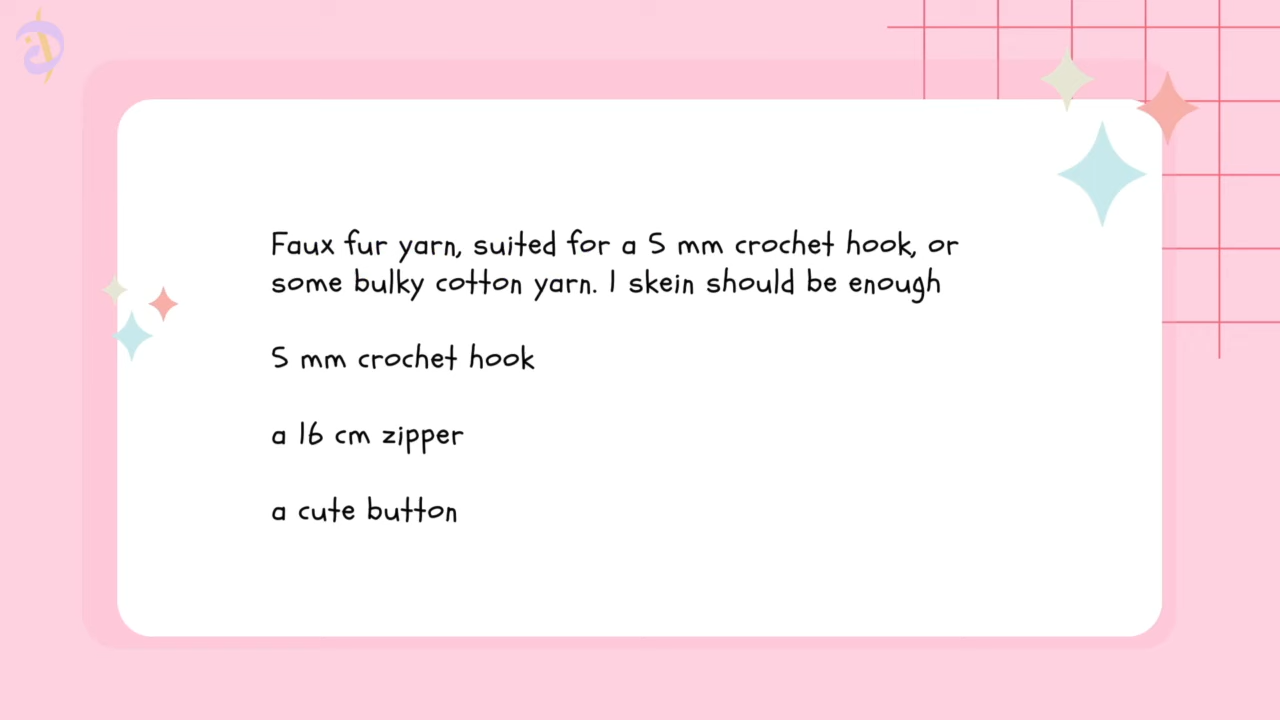 Faux fur yarn, suited for a 5 mm crochet hook, or
some bulky cotton yarn. 1 skein should be enough
5 mm crochet hook
a 16 cm zipper
a cute button